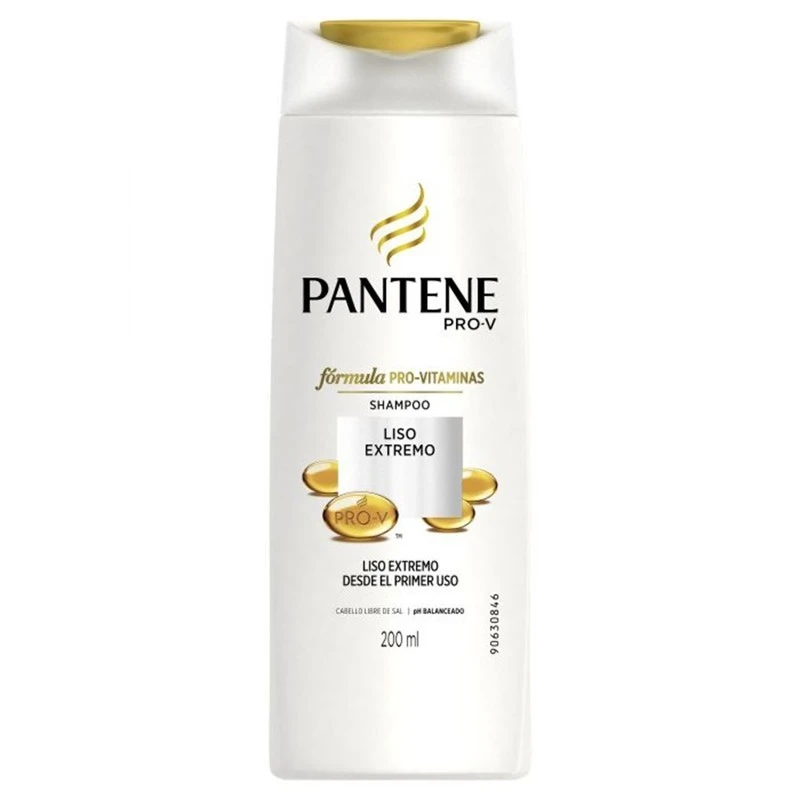 PANTENE
PRO-V
fórmula PRO-VITAMINAS
SHAMPOO
LISO
EXTREMO
PRO-V
TM
LISO EXTREMO
DESDE EL PRIMER USO
CABELLO LIBRE DE SAL | pH BALANCEADO
200 ml
90630846